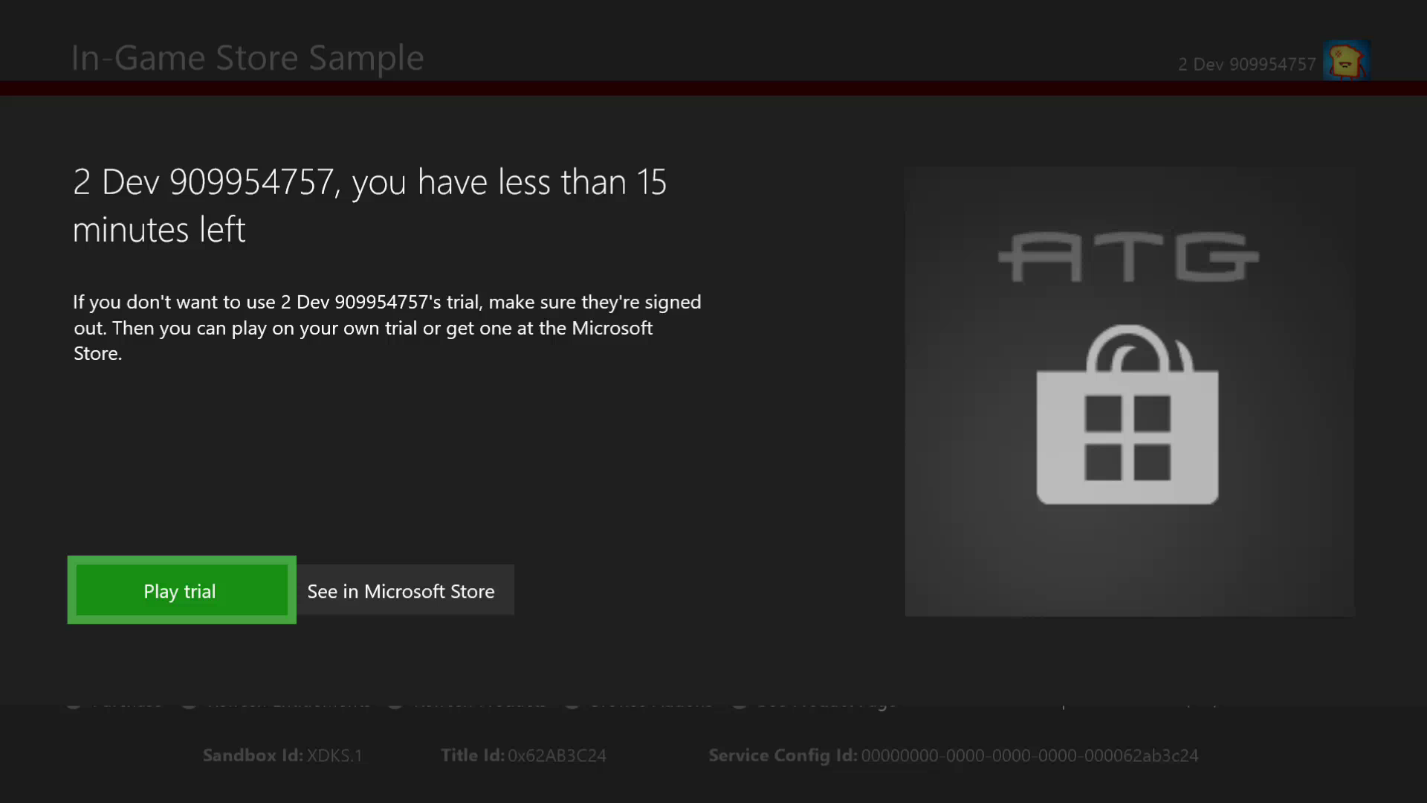 In-Game Store Sample
2 Dev 909954757
2 Dev 909954757, you have less than 15
minutes left
If you don't want to use 2 Dev 909954757's trial, make sure they're signed
out. Then you can play on your own trial or get one at the Microsoft
Store.
ATG
Play trial
See in Microsoft Store
Sandbox Id: XDKS.1
Title Id: 0x62AB3C24
Service Config Id: 00000000-0000-0000-0000-000062ab3c24